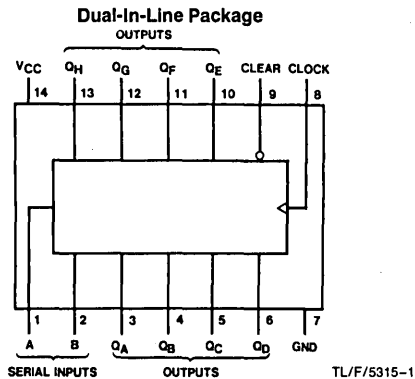 Dual-In-Line Package
OUTPUTS
VCC QH QG QF QE CLEAR CLOCK
14 13 12 11 10 9 8
1 2 3 4 5 6 7
A B QA QB QC QD GND
SERIAL INPUTS OUTPUTS TL/F/5315-1